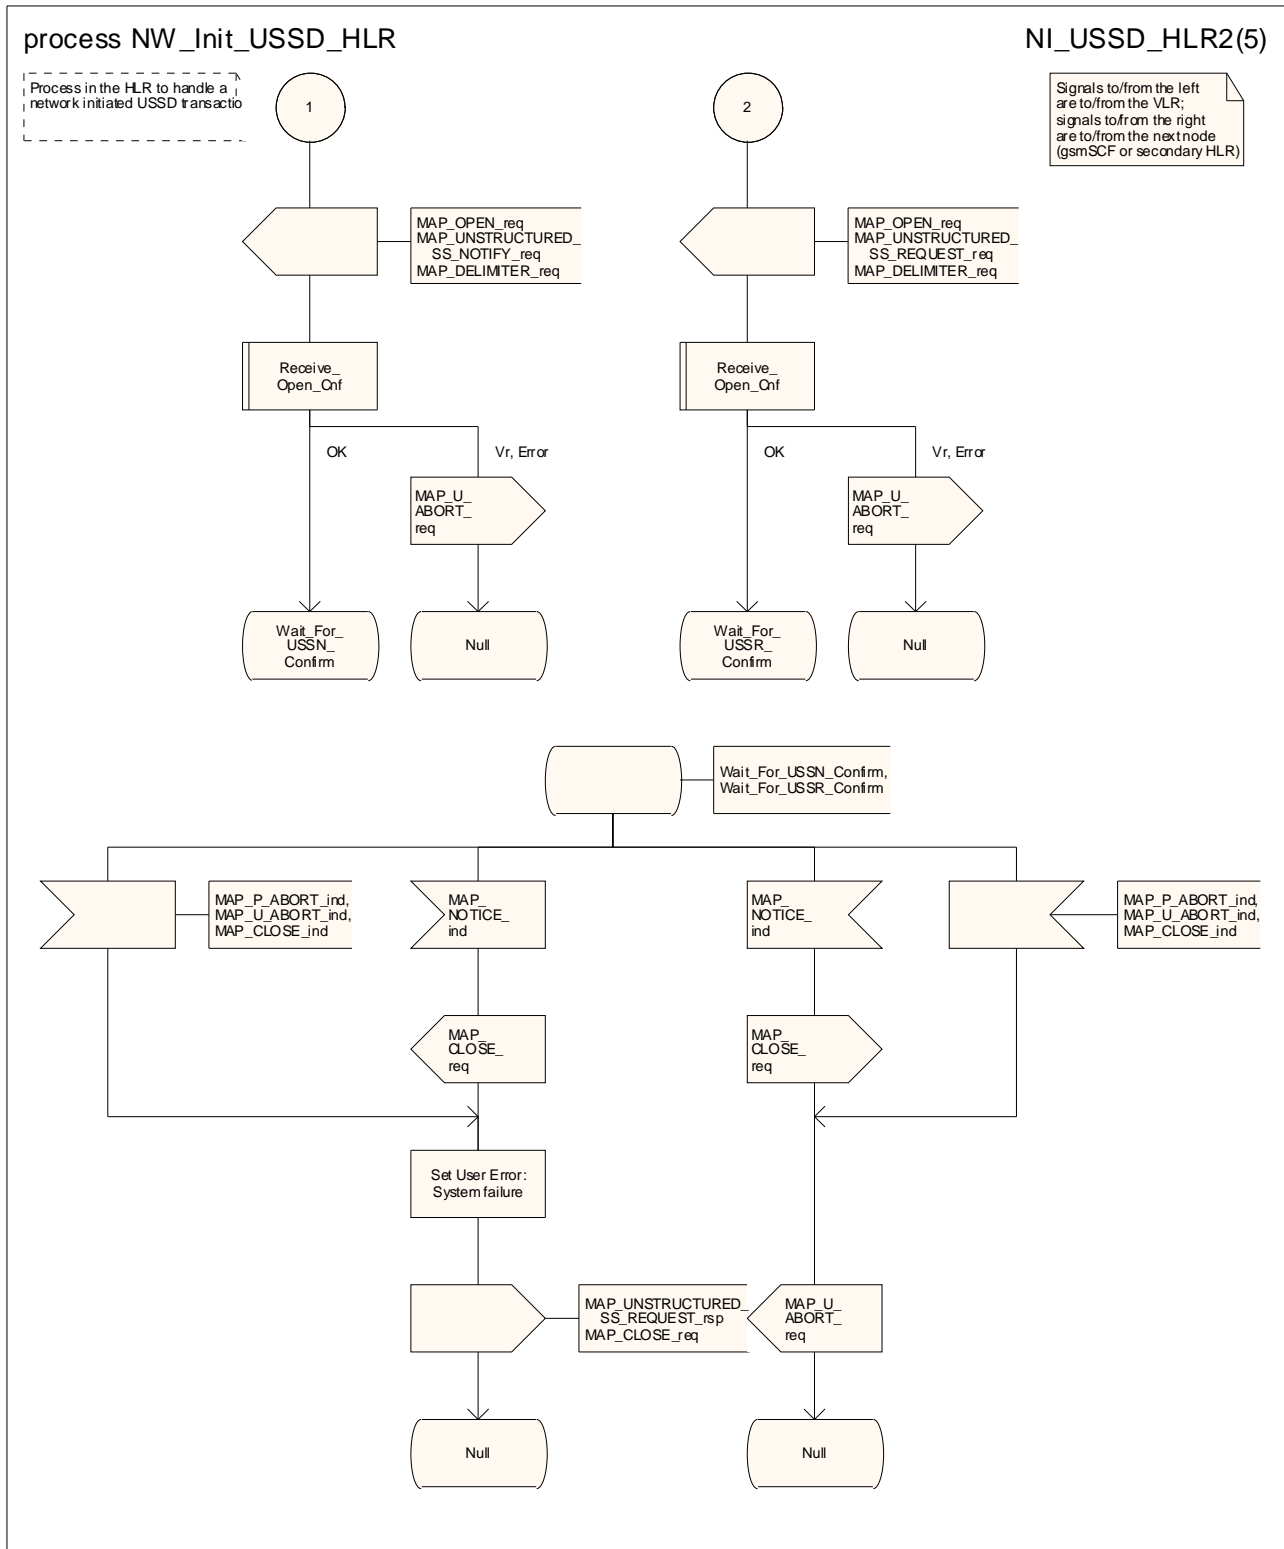 process NW_Init_USSD_HLR
NI_USSD_HLR2(5)
Process in the HLR to handle a
network initiated USSD transactio
1
2
Signals to/from the left
are to/from the VLR;
signals to/from the right
are to/from the next node
(gsmSCF or secondary HLR)
MAP_OPEN_req
MAP_UNSTRUCTURED_
SS_NOTIFY_req
MAP_DELIMITER_req
MAP_OPEN_req
MAP_UNSTRUCTURED_
SS_REQUEST_req
MAP_DELIMITER_req
Receive_
Open_Cnf
Receive_
Open_Cnf
OK
Vr, Error
OK
Vr, Error
MAP_U_
ABORT_
req
MAP_U_
ABORT_
req
Wait_For_
USSN_
Confirm
Null
Wait_For_
USSR_
Confirm
Null
Wait_For_USSN_Confirm,
Wait_For_USSR_Confirm
MAP_P_ABORT_ind,
MAP_U_ABORT_ind,
MAP_CLOSE_ind
MAP_
NOTICE_
ind
MAP_
NOTICE_
ind
MAP_P_ABORT_ind,
MAP_U_ABORT_ind,
MAP_CLOSE_ind
MAP_
CLOSE_
req
MAP_
CLOSE_
req
Set User Error:
System failure
MAP_UNSTRUCTURED_
SS_REQUEST_rsp
MAP_CLOSE_req
MAP_U_
ABORT_
req
Null
Null